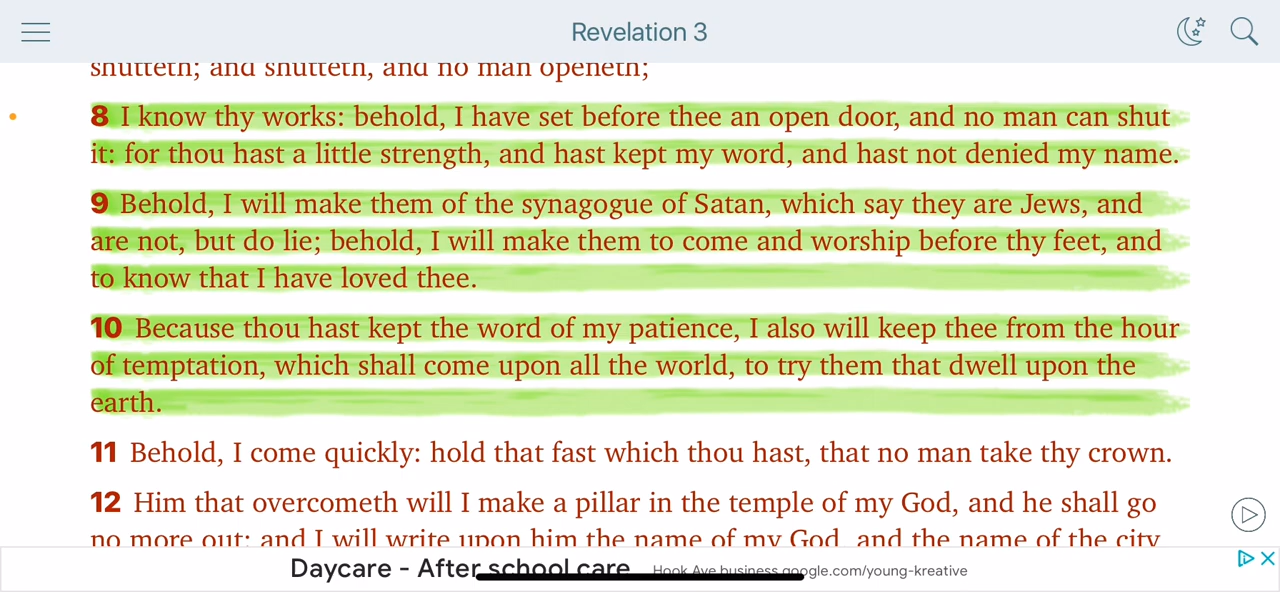 Revelation 3
shutteth; and shutteth, and no man openeth;
8 I know thy works: behold, I have set before thee an open door, and no man can shut
it: for thou hast a little strength, and hast kept my word, and hast not denied my name.
9 Behold, I will make them of the synagogue of Satan, which say they are Jews, and
are not, but do lie; behold, I will make them to come and worship before thy feet, and
to know that I have loved thee.
10 Because thou hast kept the word of my patience, I also will keep thee from the hour
of temptation, which shall come upon all the world, to try them that dwell upon the
earth.
11 Behold, I come quickly: hold that fast which thou hast, that no man take thy crown.
12 Him that overcometh will I make a pillar in the temple of my God, and he shall go
no more out: and I will write upon him the name of my God, and the name of the city
Daycare - After school care Hook Ave business.google.com/young-kreative